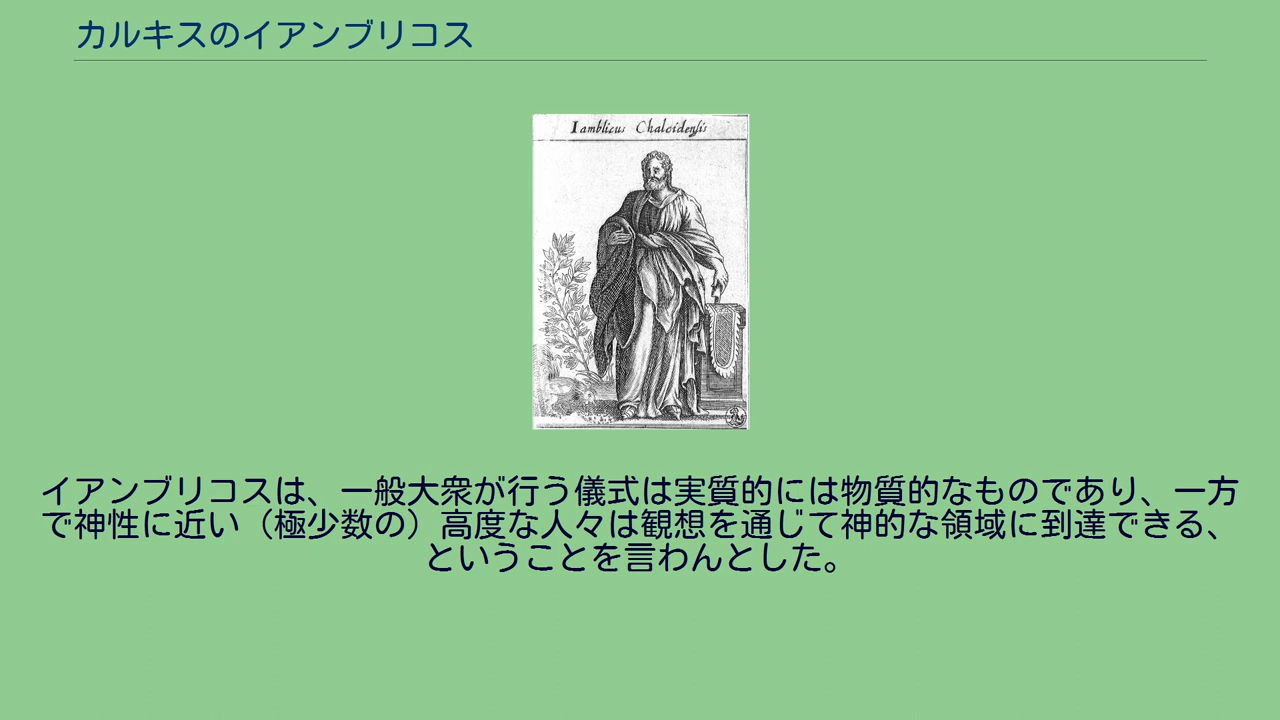 カルキスのイアンブリコス
Iamblicus Chalcidensis
イアンブリコスは、一般大衆が行う儀式は実質的には物質的なものであり、一方
で神性に近い（極少数の）高度な人々は観想を通じて神的な領域に到達できる、
ということを言わんとした。